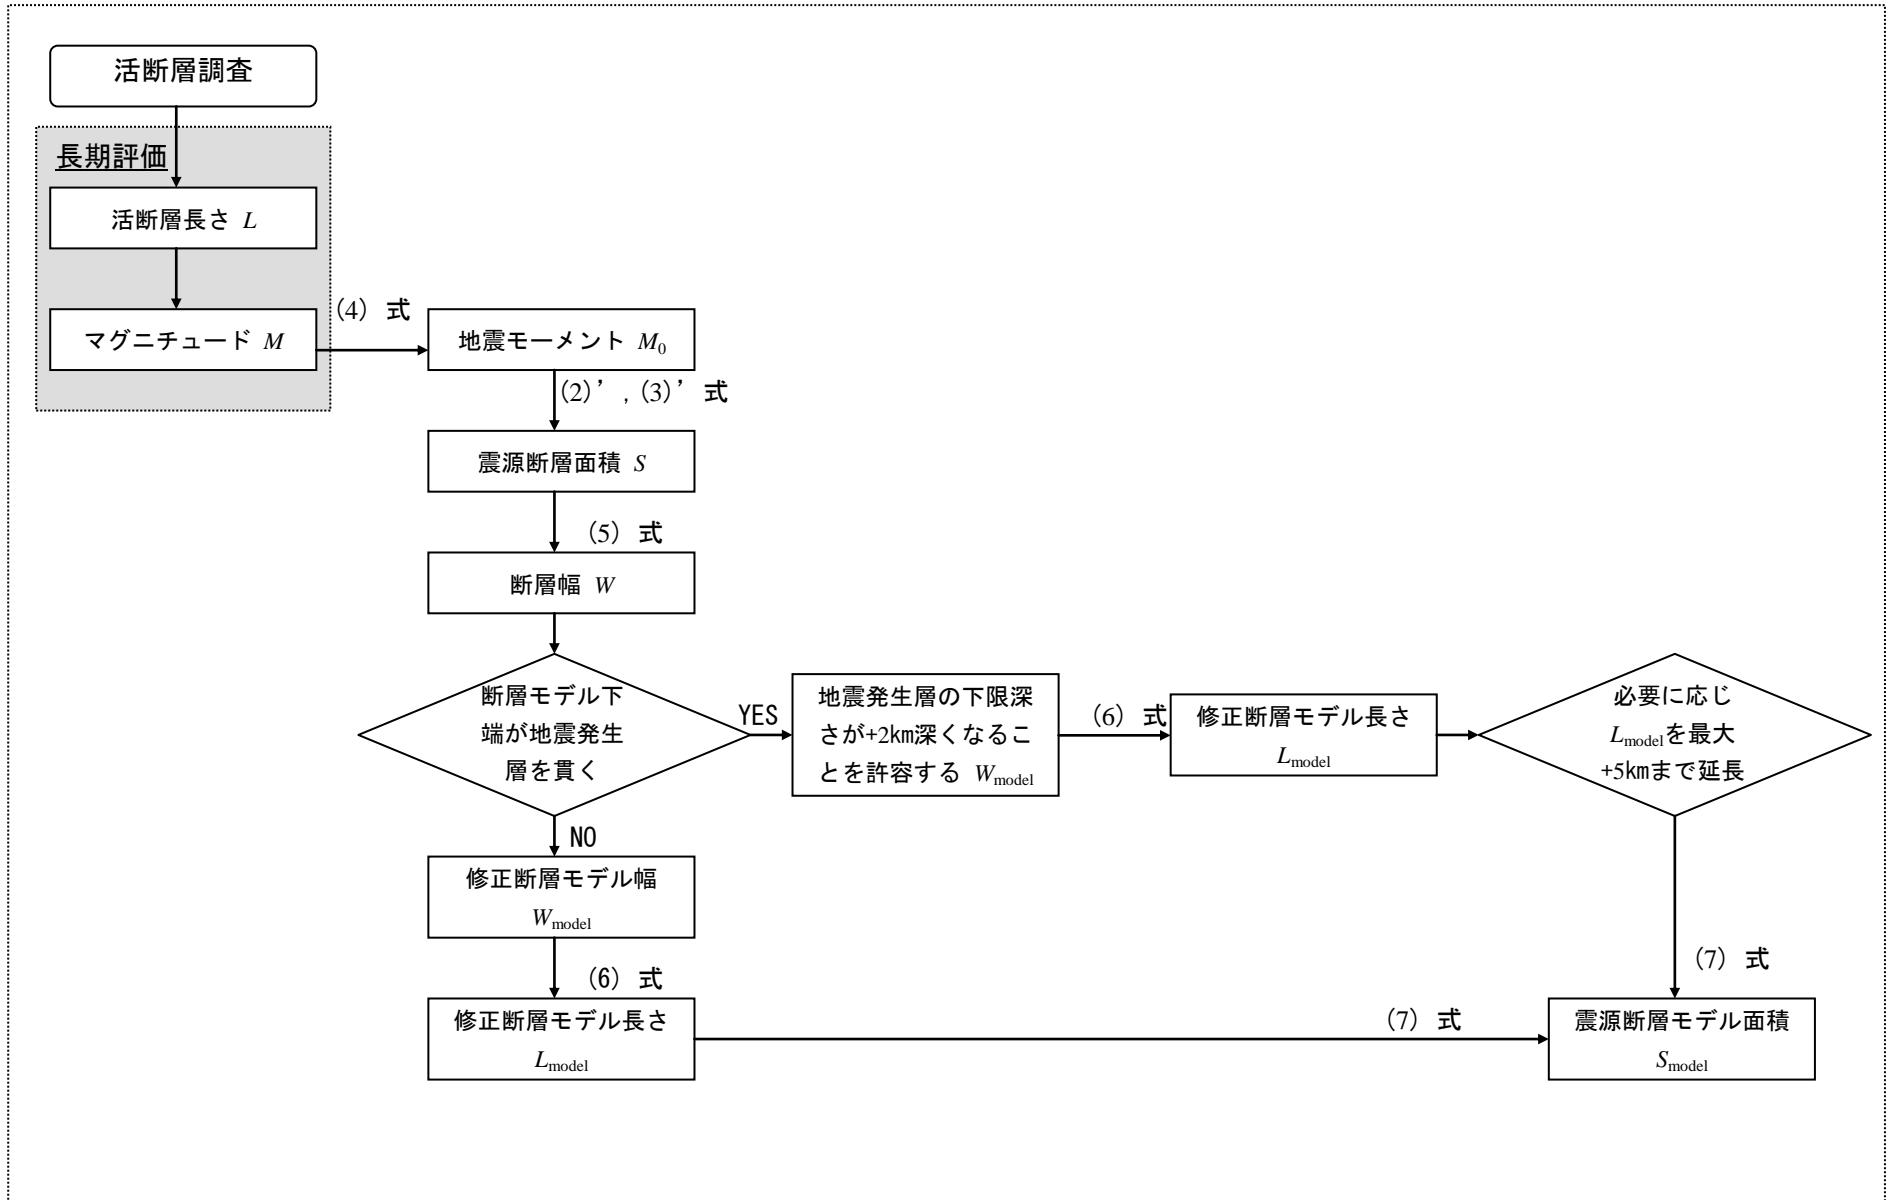 活断層調査
長期評価
活断層長さ L
マグニチュード M
(4) 式
地震モーメント M0
(2)’, (3)’ 式
震源断層面積 S
(5) 式
断層幅 W
断層モデル下
端が地震発生
層を貫く
YES
地震発生層の下限深
さが+2km深くなるこ
とを許容する Wmodel
(6) 式
修正断層モデル長さ
Lmodel
必要に応じ
Lmodelを最大
+5kmまで延長
NO
修正断層モデル幅
Wmodel
(6) 式
修正断層モデル長さ
Lmodel
(7) 式
(7) 式
震源断層モデル面積
Smodel